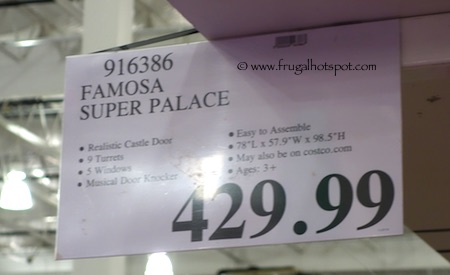 916386
© www.frugalhotspot.com
FAMOSA
SUPER PALACE
• Realistic Castle Door
• 9 Turrets
• 5 Windows
• Musical Door Knocker
• Easy to Assemble
• 78"L x 57.9"W x 98.5"H
• May also be on costco.com
• Ages: 3+
429.99